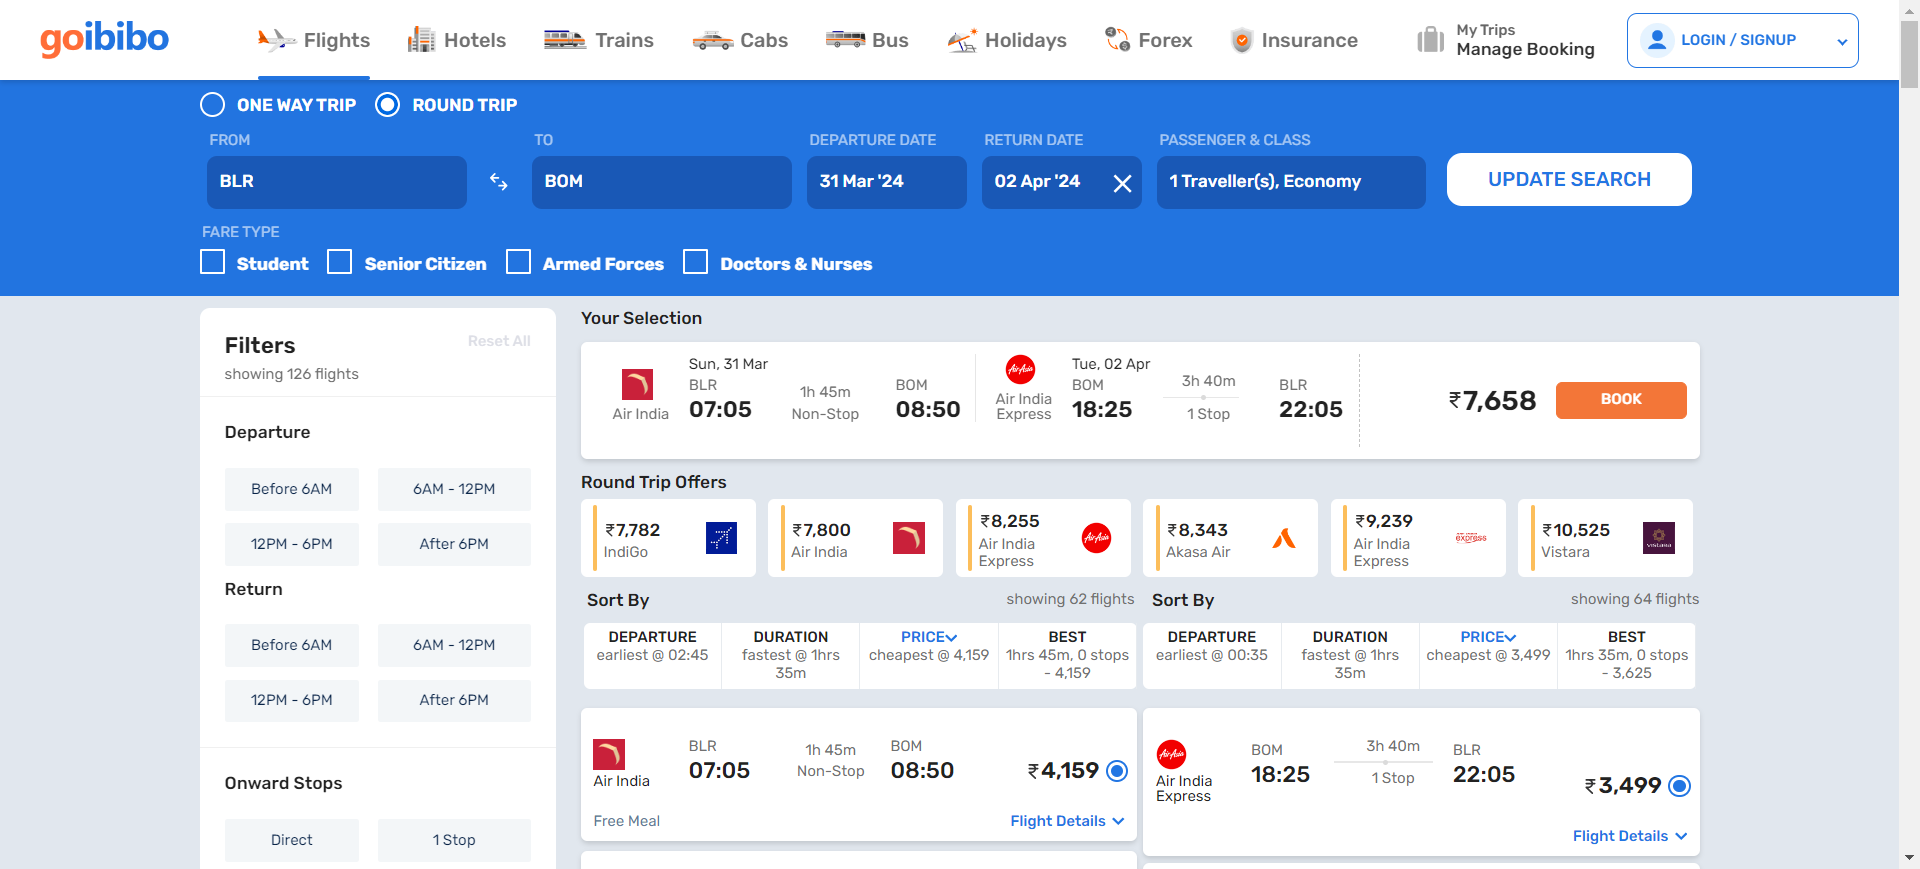 goibibo
Flights
Hotels
Trains
Cabs
Bus
Holidays
Forex
Insurance
My Trips
Manage Booking
LOGIN / SIGNUP
ONE WAY TRIP
ROUND TRIP
FROM
TO
DEPARTURE DATE
RETURN DATE
PASSENGER & CLASS
BLR
BOM
31 Mar '24
02 Apr '24
1 Traveller(s), Economy
UPDATE SEARCH
FARE TYPE
Student
Senior Citizen
Armed Forces
Doctors & Nurses
Filters
Reset All
showing 126 flights
Departure
Before 6AM
6AM - 12PM
12PM - 6PM
After 6PM
Return
Before 6AM
6AM - 12PM
12PM - 6PM
After 6PM
Onward Stops
Direct
1 Stop
Your Selection
Air India
Sun, 31 Mar
BLR
07:05
1h 45m
Non-Stop
BOM
08:50
AirAsia
Air India
Express
Tue, 02 Apr
BOM
18:25
3h 40m
1 Stop
BLR
22:05
₹7,658
BOOK
Round Trip Offers
₹7,782
IndiGo
₹7,800
Air India
₹8,255
Air India
Express
AirAsia
₹8,343
Akasa Air
₹9,239
Air India
Express
express
₹10,525
Vistara
VISTARA
Sort By
showing 62 flights
DEPARTURE
earliest @ 02:45
DURATION
fastest @ 1hrs
35m
PRICE
cheapest @ 4,159
BEST
1hrs 45m, 0 stops
- 4,159
Sort By
showing 64 flights
DEPARTURE
earliest @ 00:35
DURATION
fastest @ 1hrs
35m
PRICE
cheapest @ 3,499
BEST
1hrs 35m, 0 stops
- 3,625
Air India
BLR
07:05
1h 45m
Non-Stop
BOM
08:50
₹4,159
Free Meal
Flight Details
AirAsia
Air India
Express
BOM
18:25
3h 40m
1 Stop
BLR
22:05
₹3,499
Flight Details